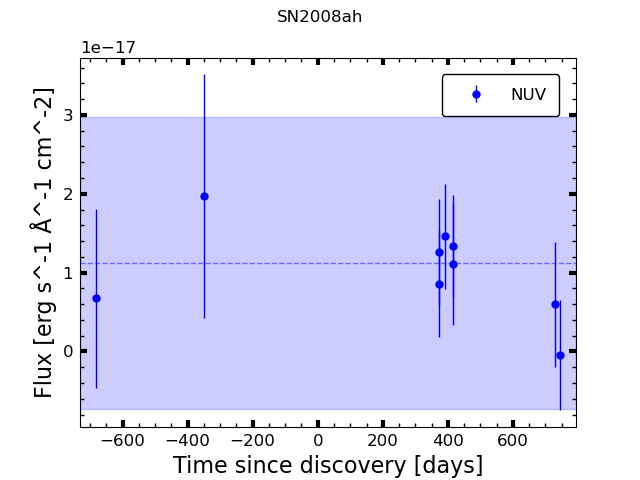 SN2008ah
1e−17
NUV
3
2
1
0
Flux [erg s^-1 Å^-1 cm^-2]
−600 −400 −200 0 200 400 600
Time since discovery [days]